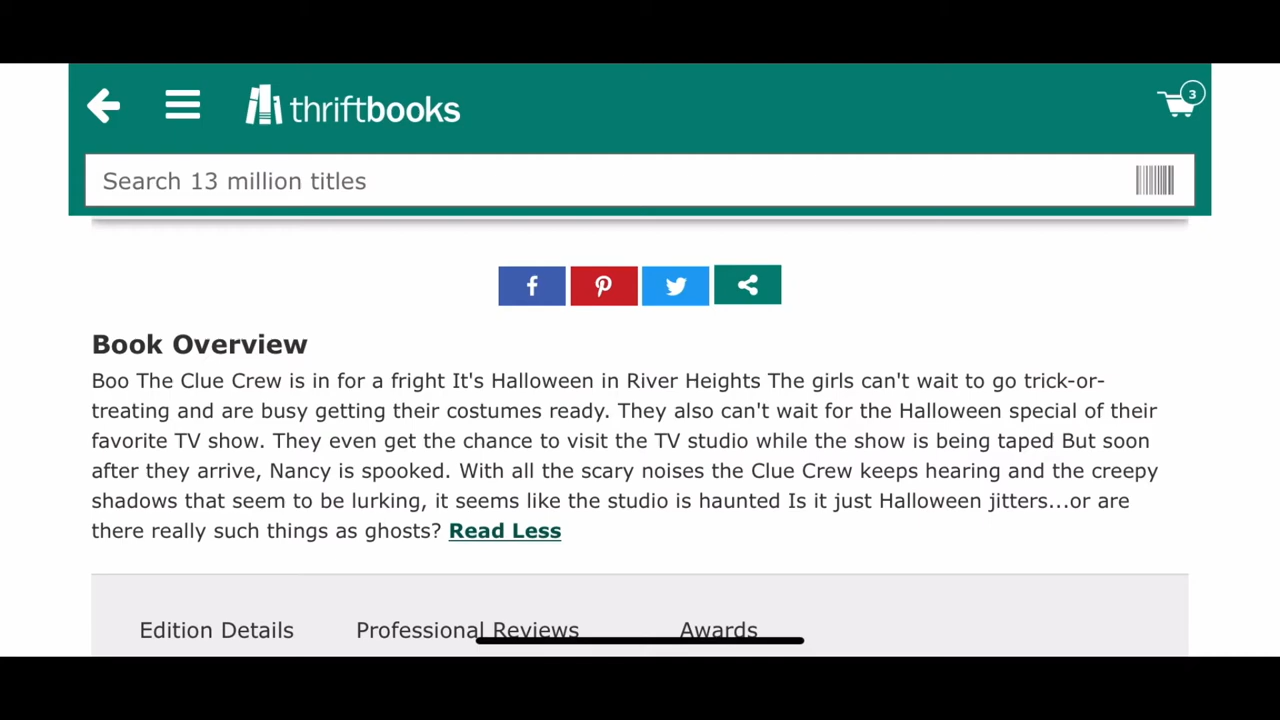 thriftbooks
3
Search 13 million titles
Book Overview
Boo The Clue Crew is in for a fright It's Halloween in River Heights The girls can't wait to go trick-or-
treating and are busy getting their costumes ready. They also can't wait for the Halloween special of their
favorite TV show. They even get the chance to visit the TV studio while the show is being taped But soon
after they arrive, Nancy is spooked. With all the scary noises the Clue Crew keeps hearing and the creepy
shadows that seem to be lurking, it seems like the studio is haunted Is it just Halloween jitters...or are
there really such things as ghosts? Read Less
Edition Details Professional Reviews Awards